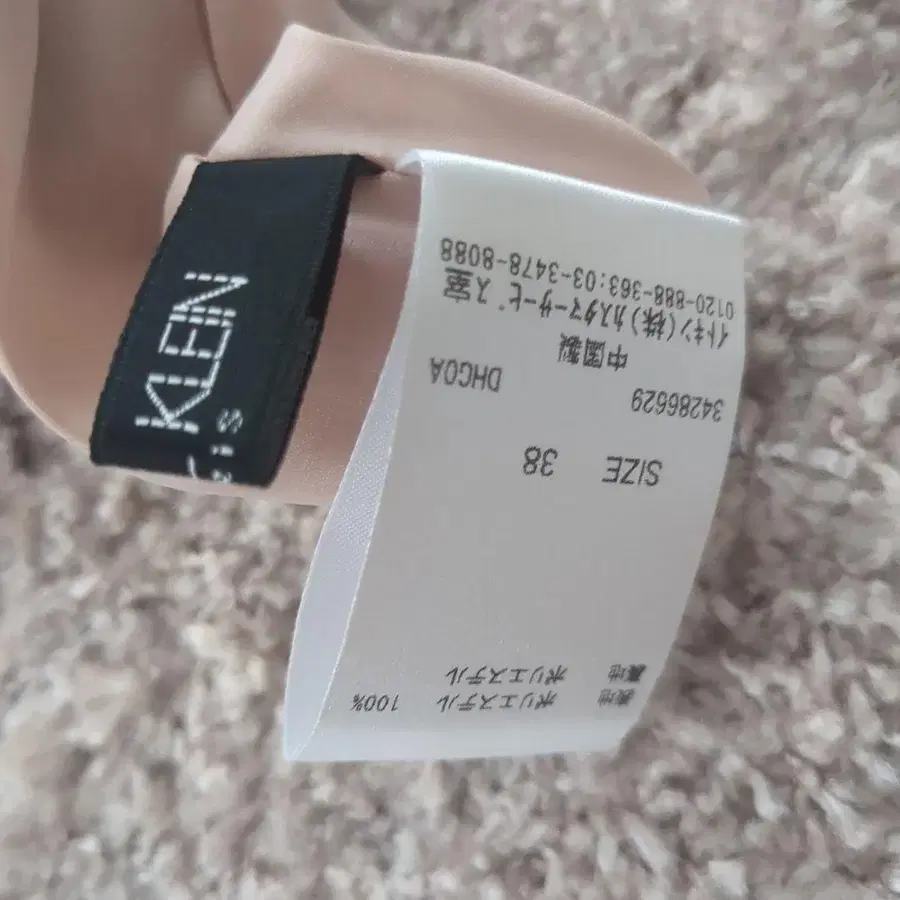 KLEIN
表地 ポリエステル 100%
裏地 ポリエステル
SIZE 38
34286629 DHC0A
中国製
イトキン(株)カスタマーサービス室
0120-888-363:03-3478-8088